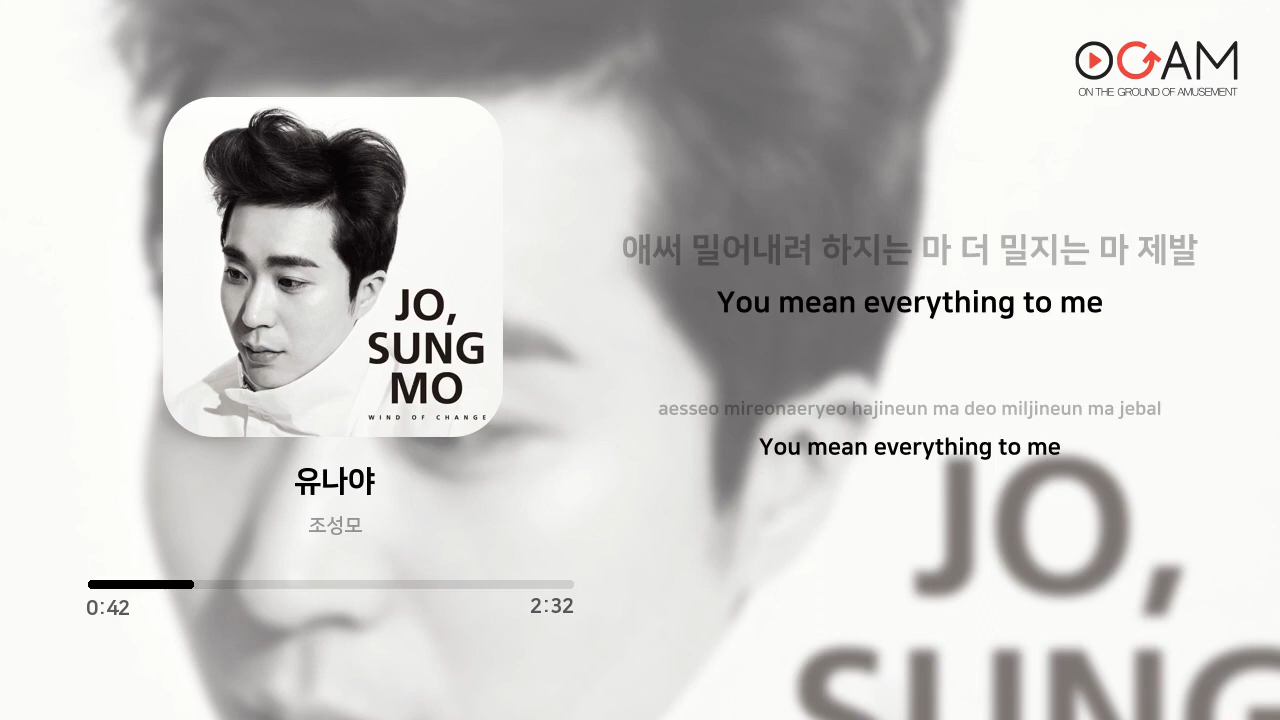 OGAM
ON THE GROUND OF AMUSEMENT
JO,
SUNG
MO
WIND OF CHANGE
유나야
조성모
0:42
2:32
애써 밀어내려 하지는 마 더 밀지는 마 제발
You mean everything to me
aesseo mireonaeryeo hajineun ma deo miljineun ma jebal
You mean everything to me
JO,
SUNG